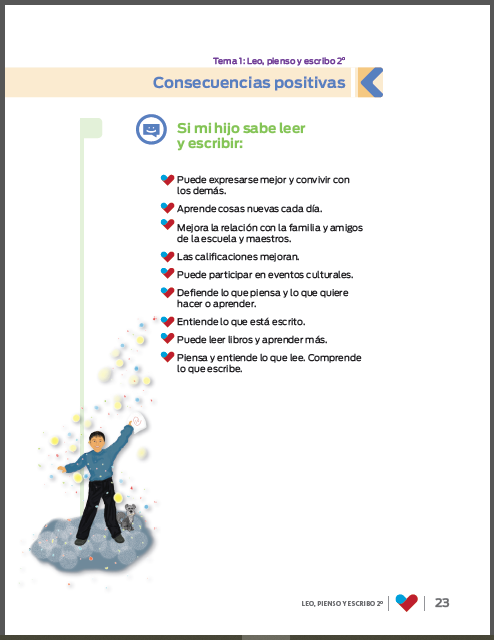 Tema 1: Leo, pienso y escribo 2°
Consecuencias positivas
Si mi hijo sabe leer
y escribir:
Puede expresarse mejor y convivir con
los demás.
Aprende cosas nuevas cada día.
Mejora la relación con la familia y amigos
de la escuela y maestros.
Las calificaciones mejoran.
Puede participar en eventos culturales.
Defiende lo que piensa y lo que quiere
hacer o aprender.
Entiende lo que está escrito.
Puede leer libros y aprender más.
Piensa y entiende lo que lee. Comprende
lo que escribe.
LEO, PIENSO Y ESCRIBO 2° 23